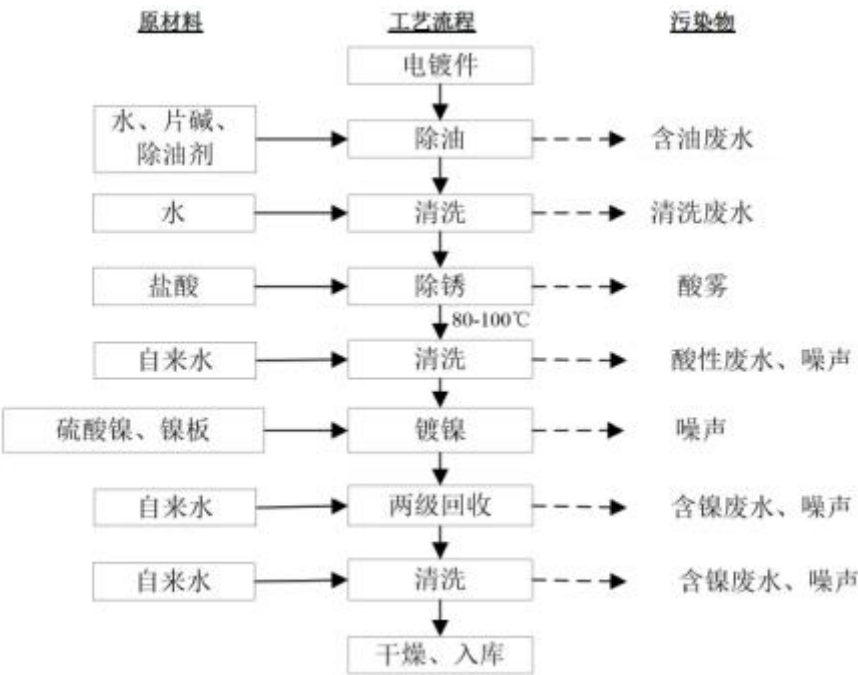 原材料 工艺流程 污染物
电镀件
水、片碱、
除油剂
除油 含油废水
水 清洗 清洗废水
盐酸 除锈 酸雾
80-100℃
自来水 清洗 酸性废水、噪声
硫酸镍、镍板 镀镍 噪声
自来水 两级回收 含镍废水、噪声
自来水 清洗 含镍废水、噪声
干燥、入库